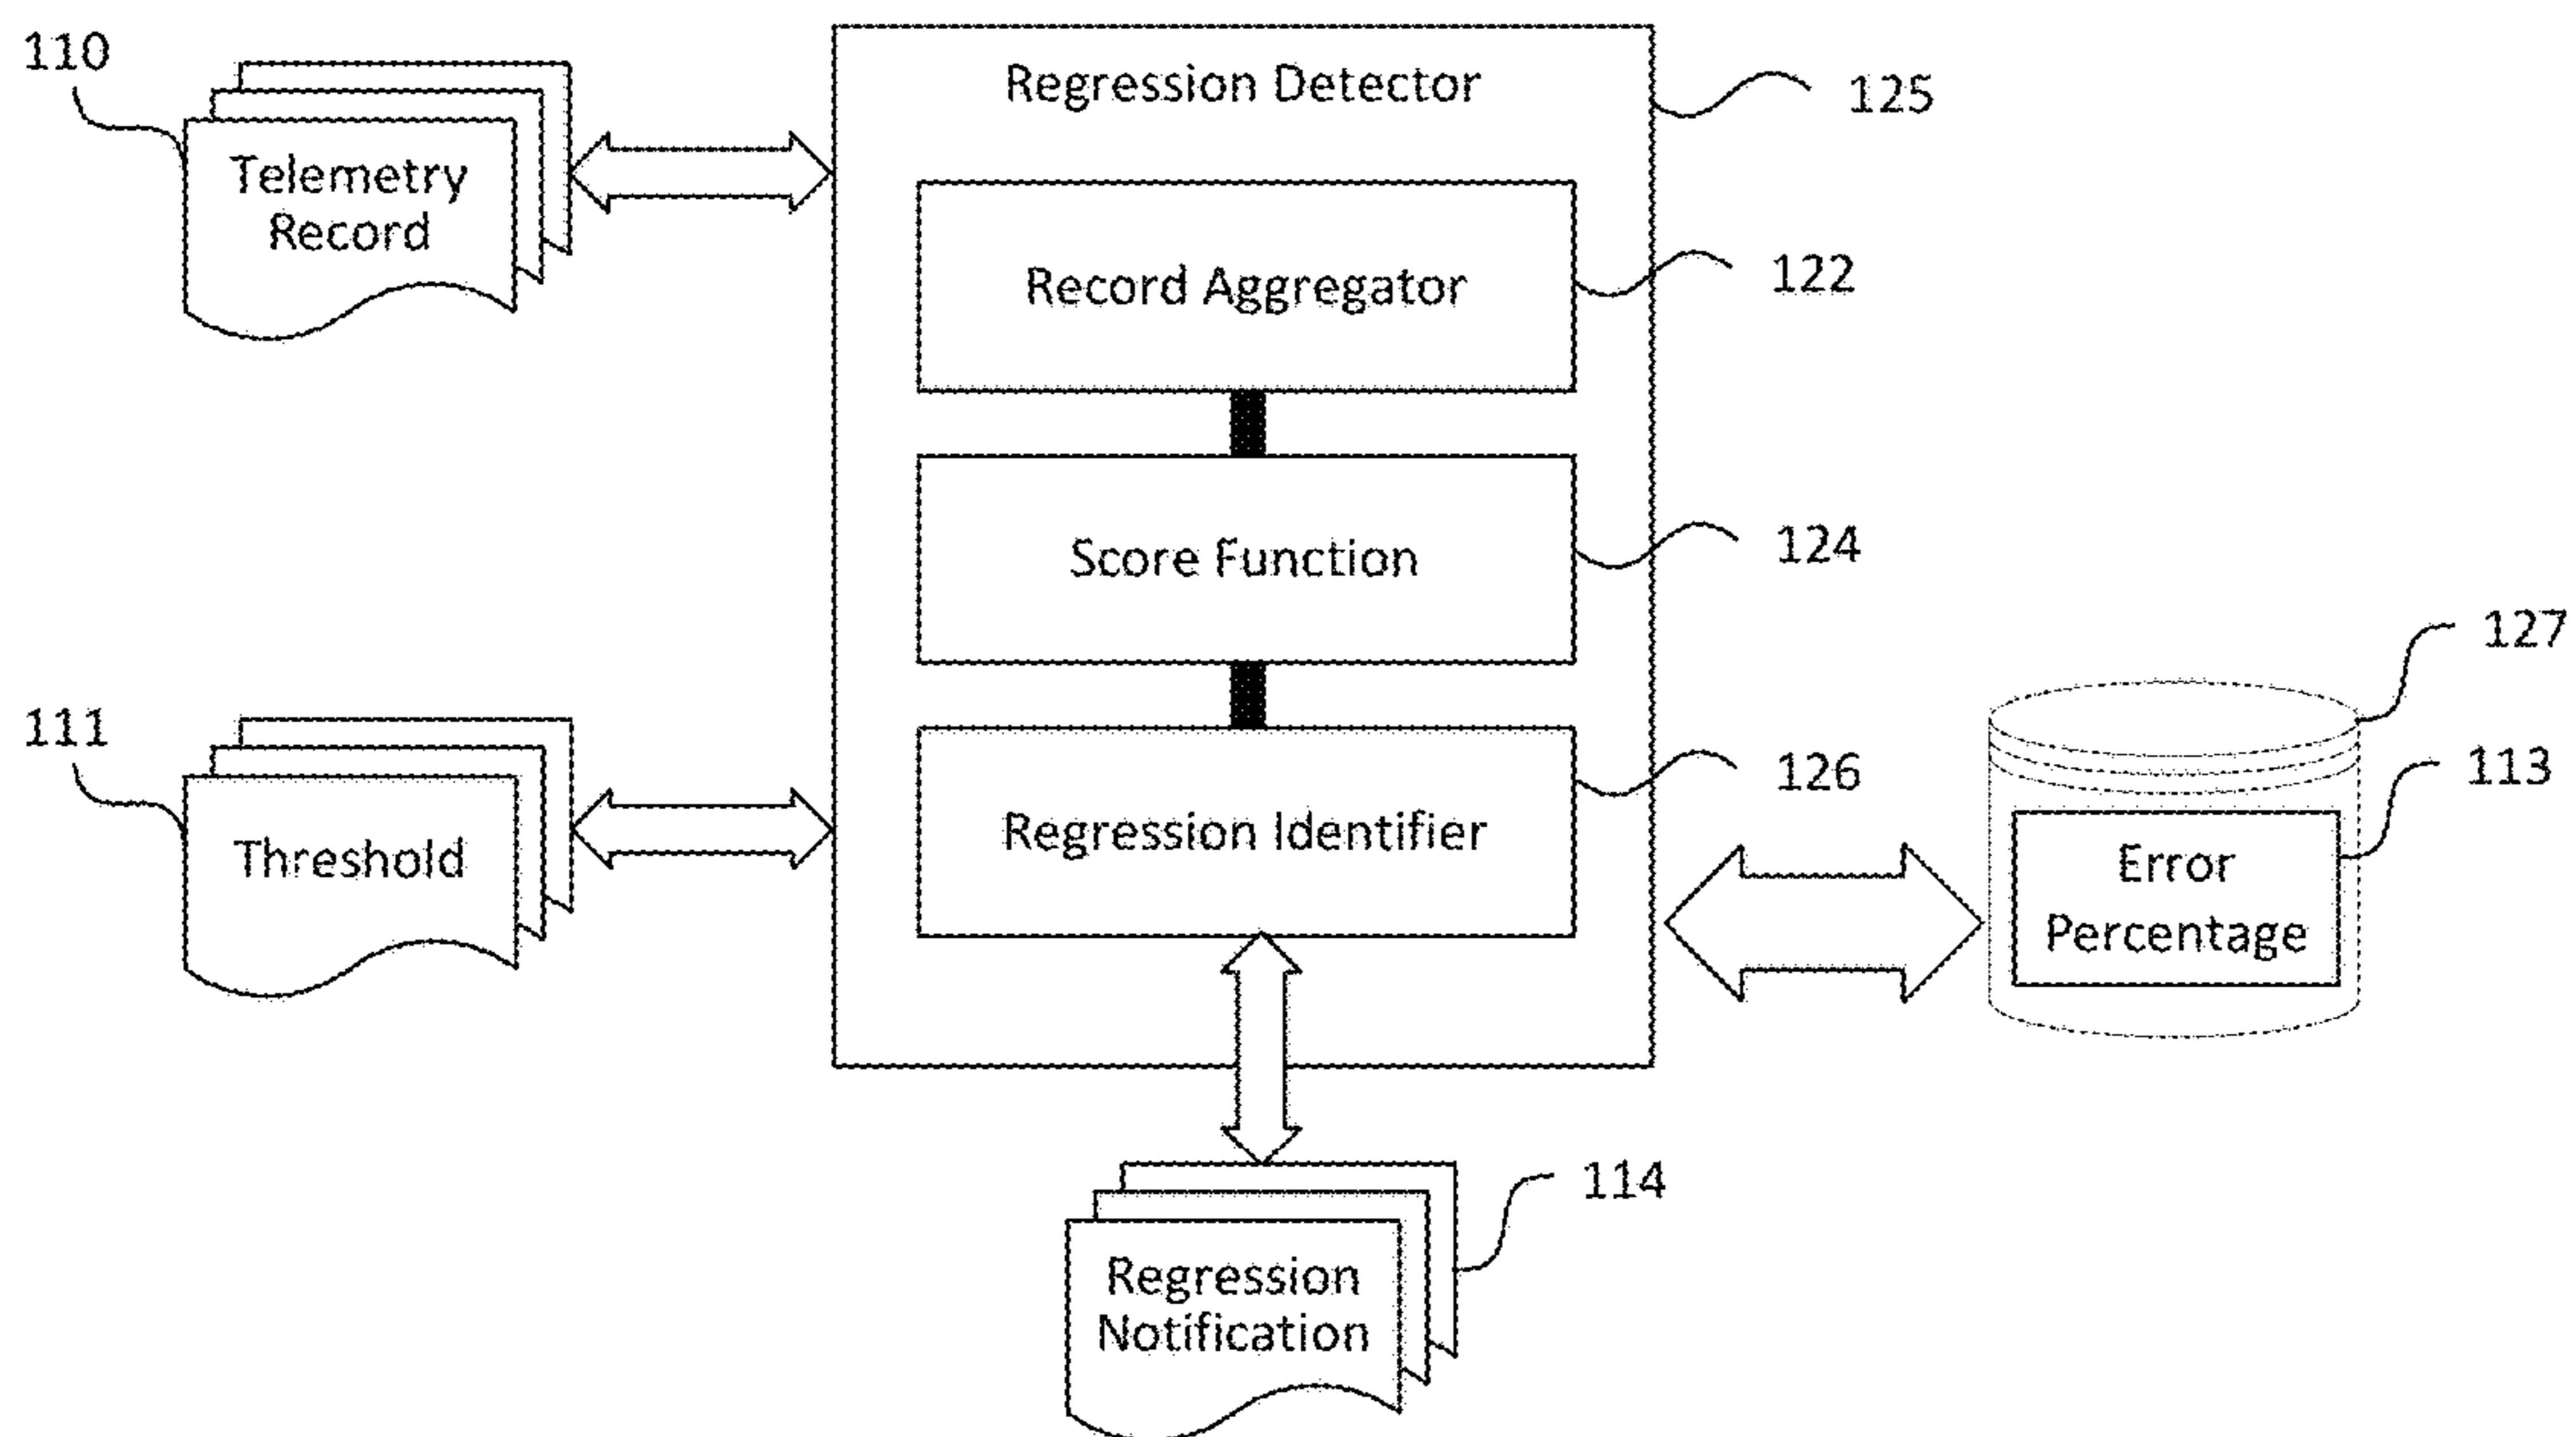 110
Telemetry
Record
Regression Detector
125
Record Aggregator
122
Score Function
124
127
111
Threshold
Regression Identifier
126
113
Error
Percentage
114
Regression
Notification